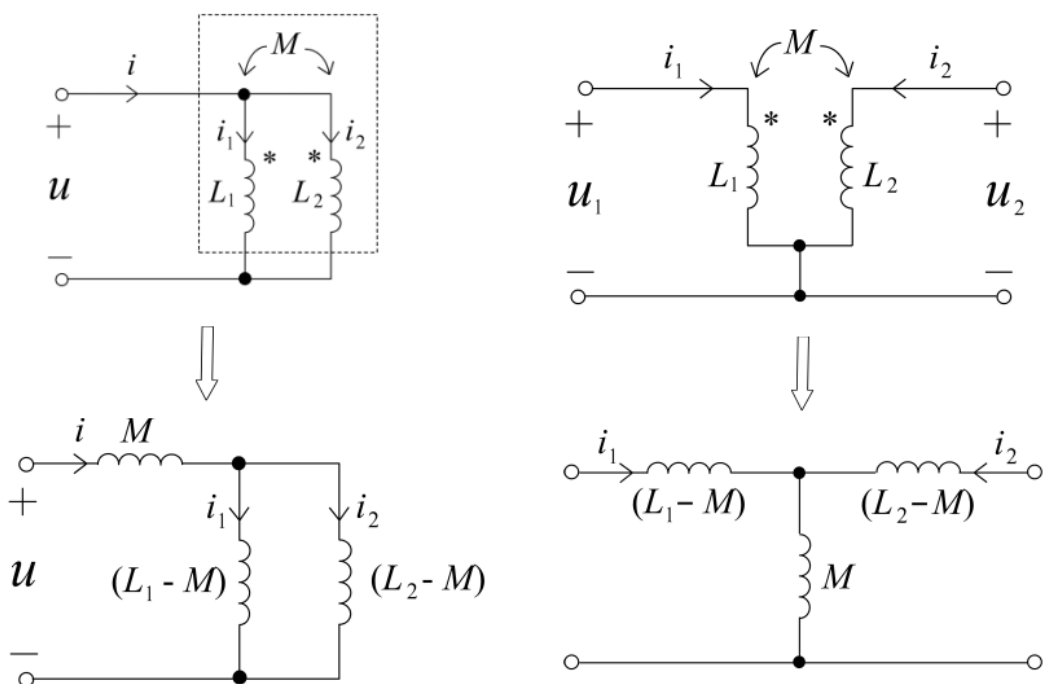 M
i
i₁ i₂
* *
L₁ L₂
+
u
−
M
i₁ i₂
* *
+ +
L₁ L₂
u₁ u₂
− −
i M
+
i₁ i₂
u
(L₁ - M) (L₂ - M)
−
i₁ i₂
(L₁ − M) (L₂ − M)
M